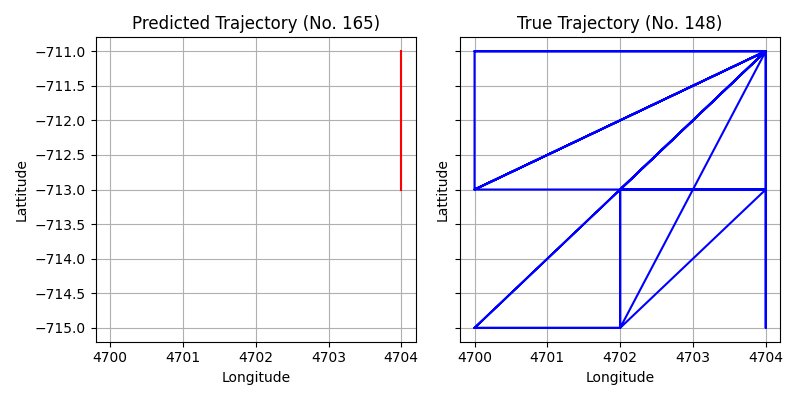 Predicted Trajectory (No. 165)
−711.0
−711.5
−712.0
−712.5
−713.0
−713.5
−714.0
−714.5
−715.0
Lattitude
4700 4701 4702 4703 4704
Longitude
True Trajectory (No. 148)
Lattitude
4700 4701 4702 4703 4704
Longitude